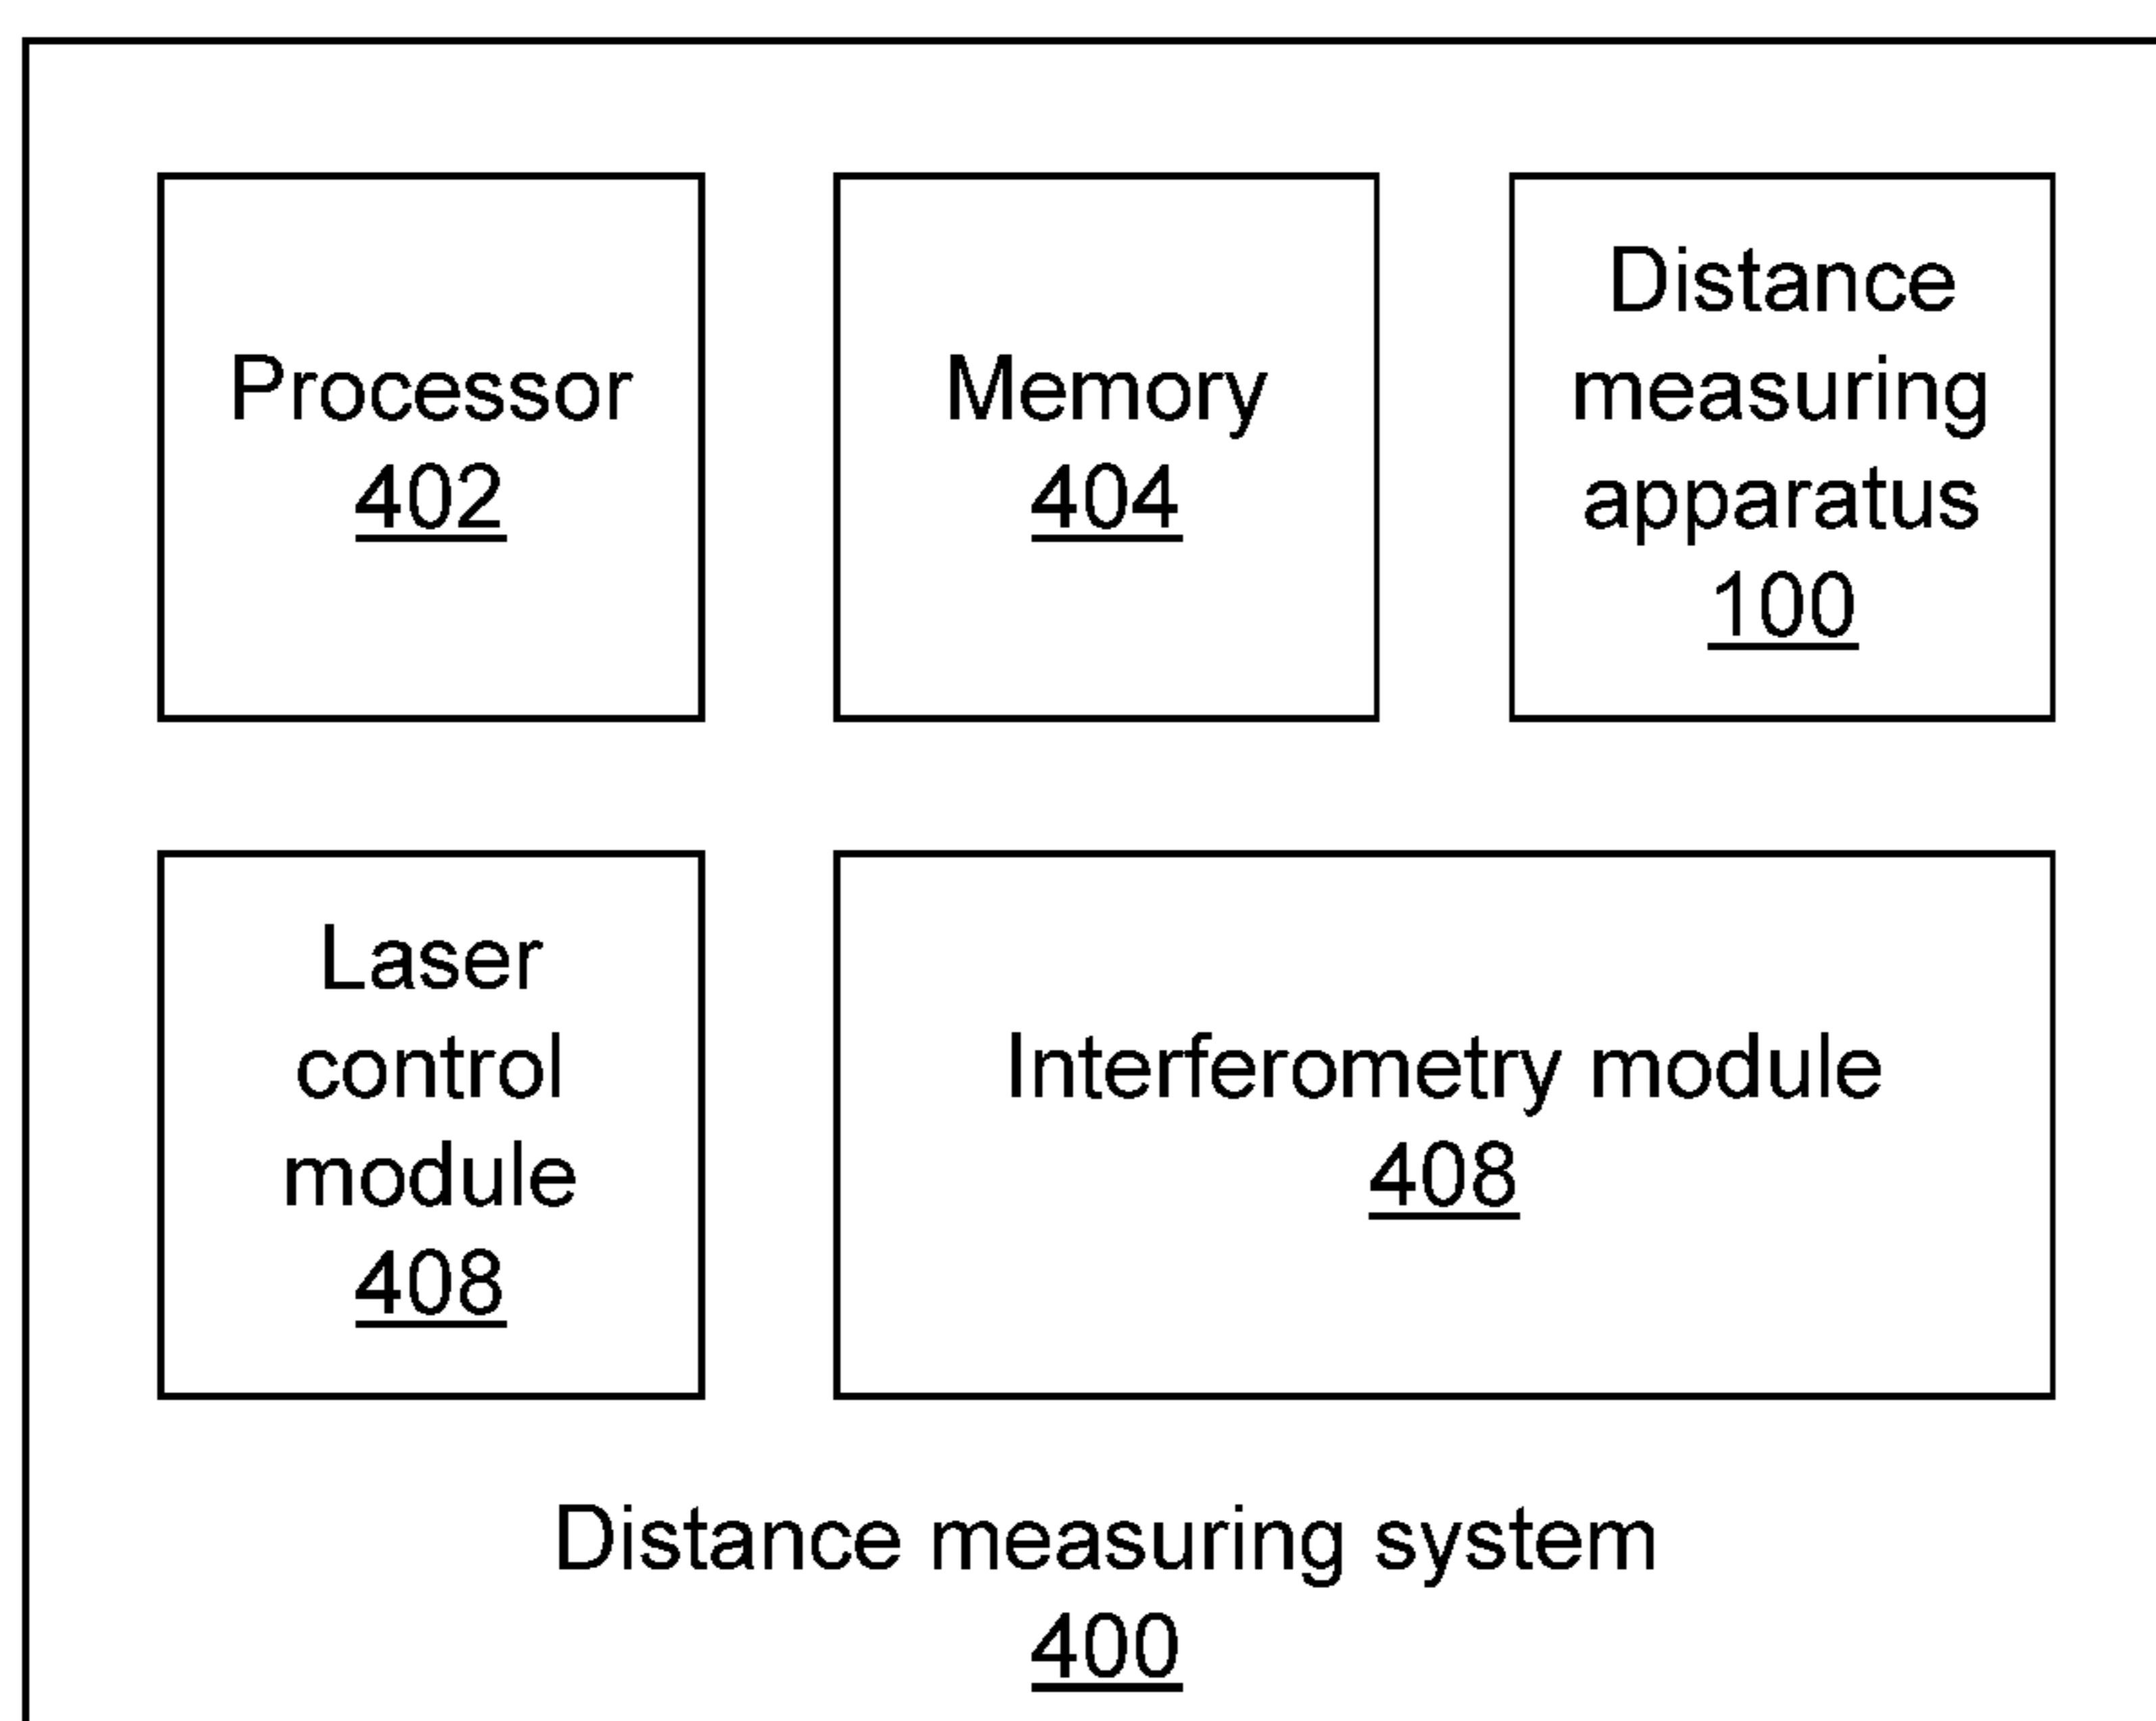 Processor
402
Memory
404
Distance
measuring
apparatus
100
Laser
control
module
408
Interferometry module
408
Distance measuring system
400